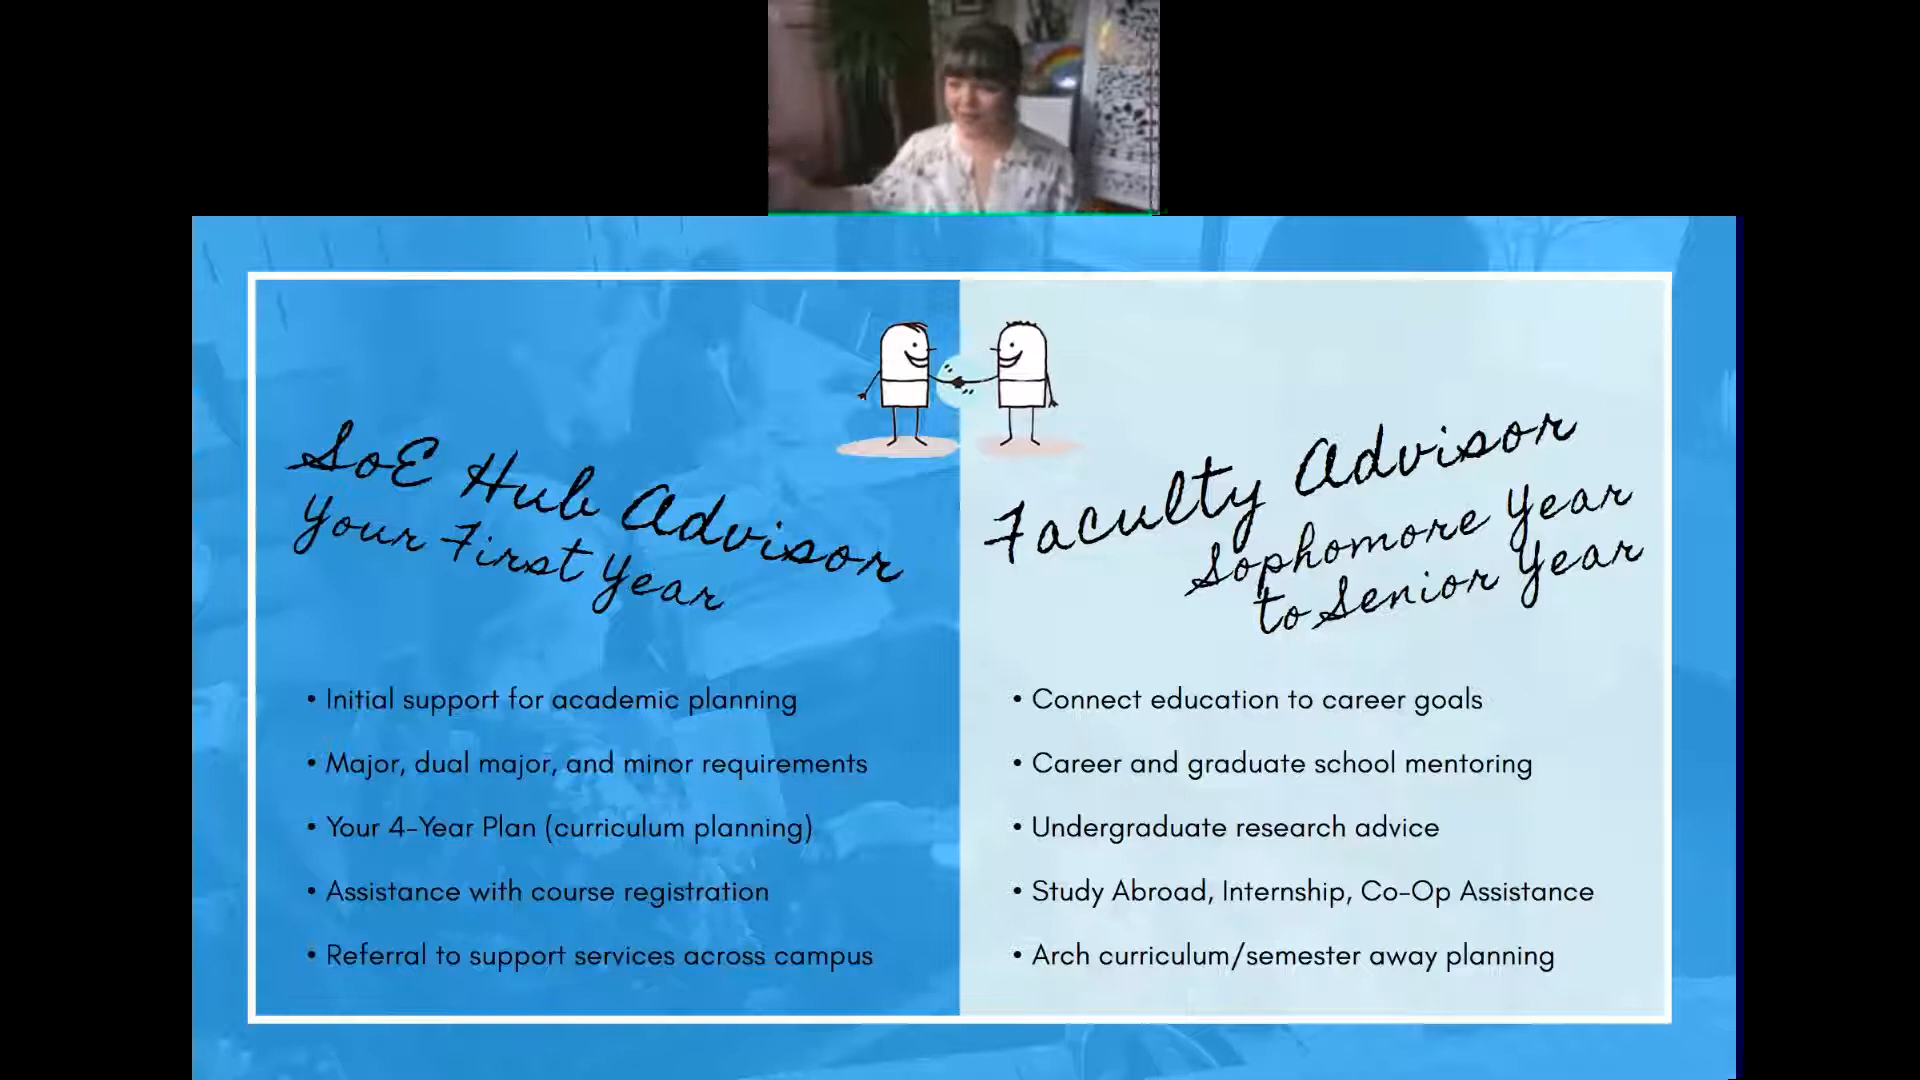 SoE Hub Advisor
Your First Year
• Initial support for academic planning
• Major, dual major, and minor requirements
• Your 4-Year Plan (curriculum planning)
• Assistance with course registration
• Referral to support services across campus
Faculty Advisor
Sophomore Year
to Senior Year
• Connect education to career goals
• Career and graduate school mentoring
• Undergraduate research advice
• Study Abroad, Internship, Co-Op Assistance
• Arch curriculum/semester away planning